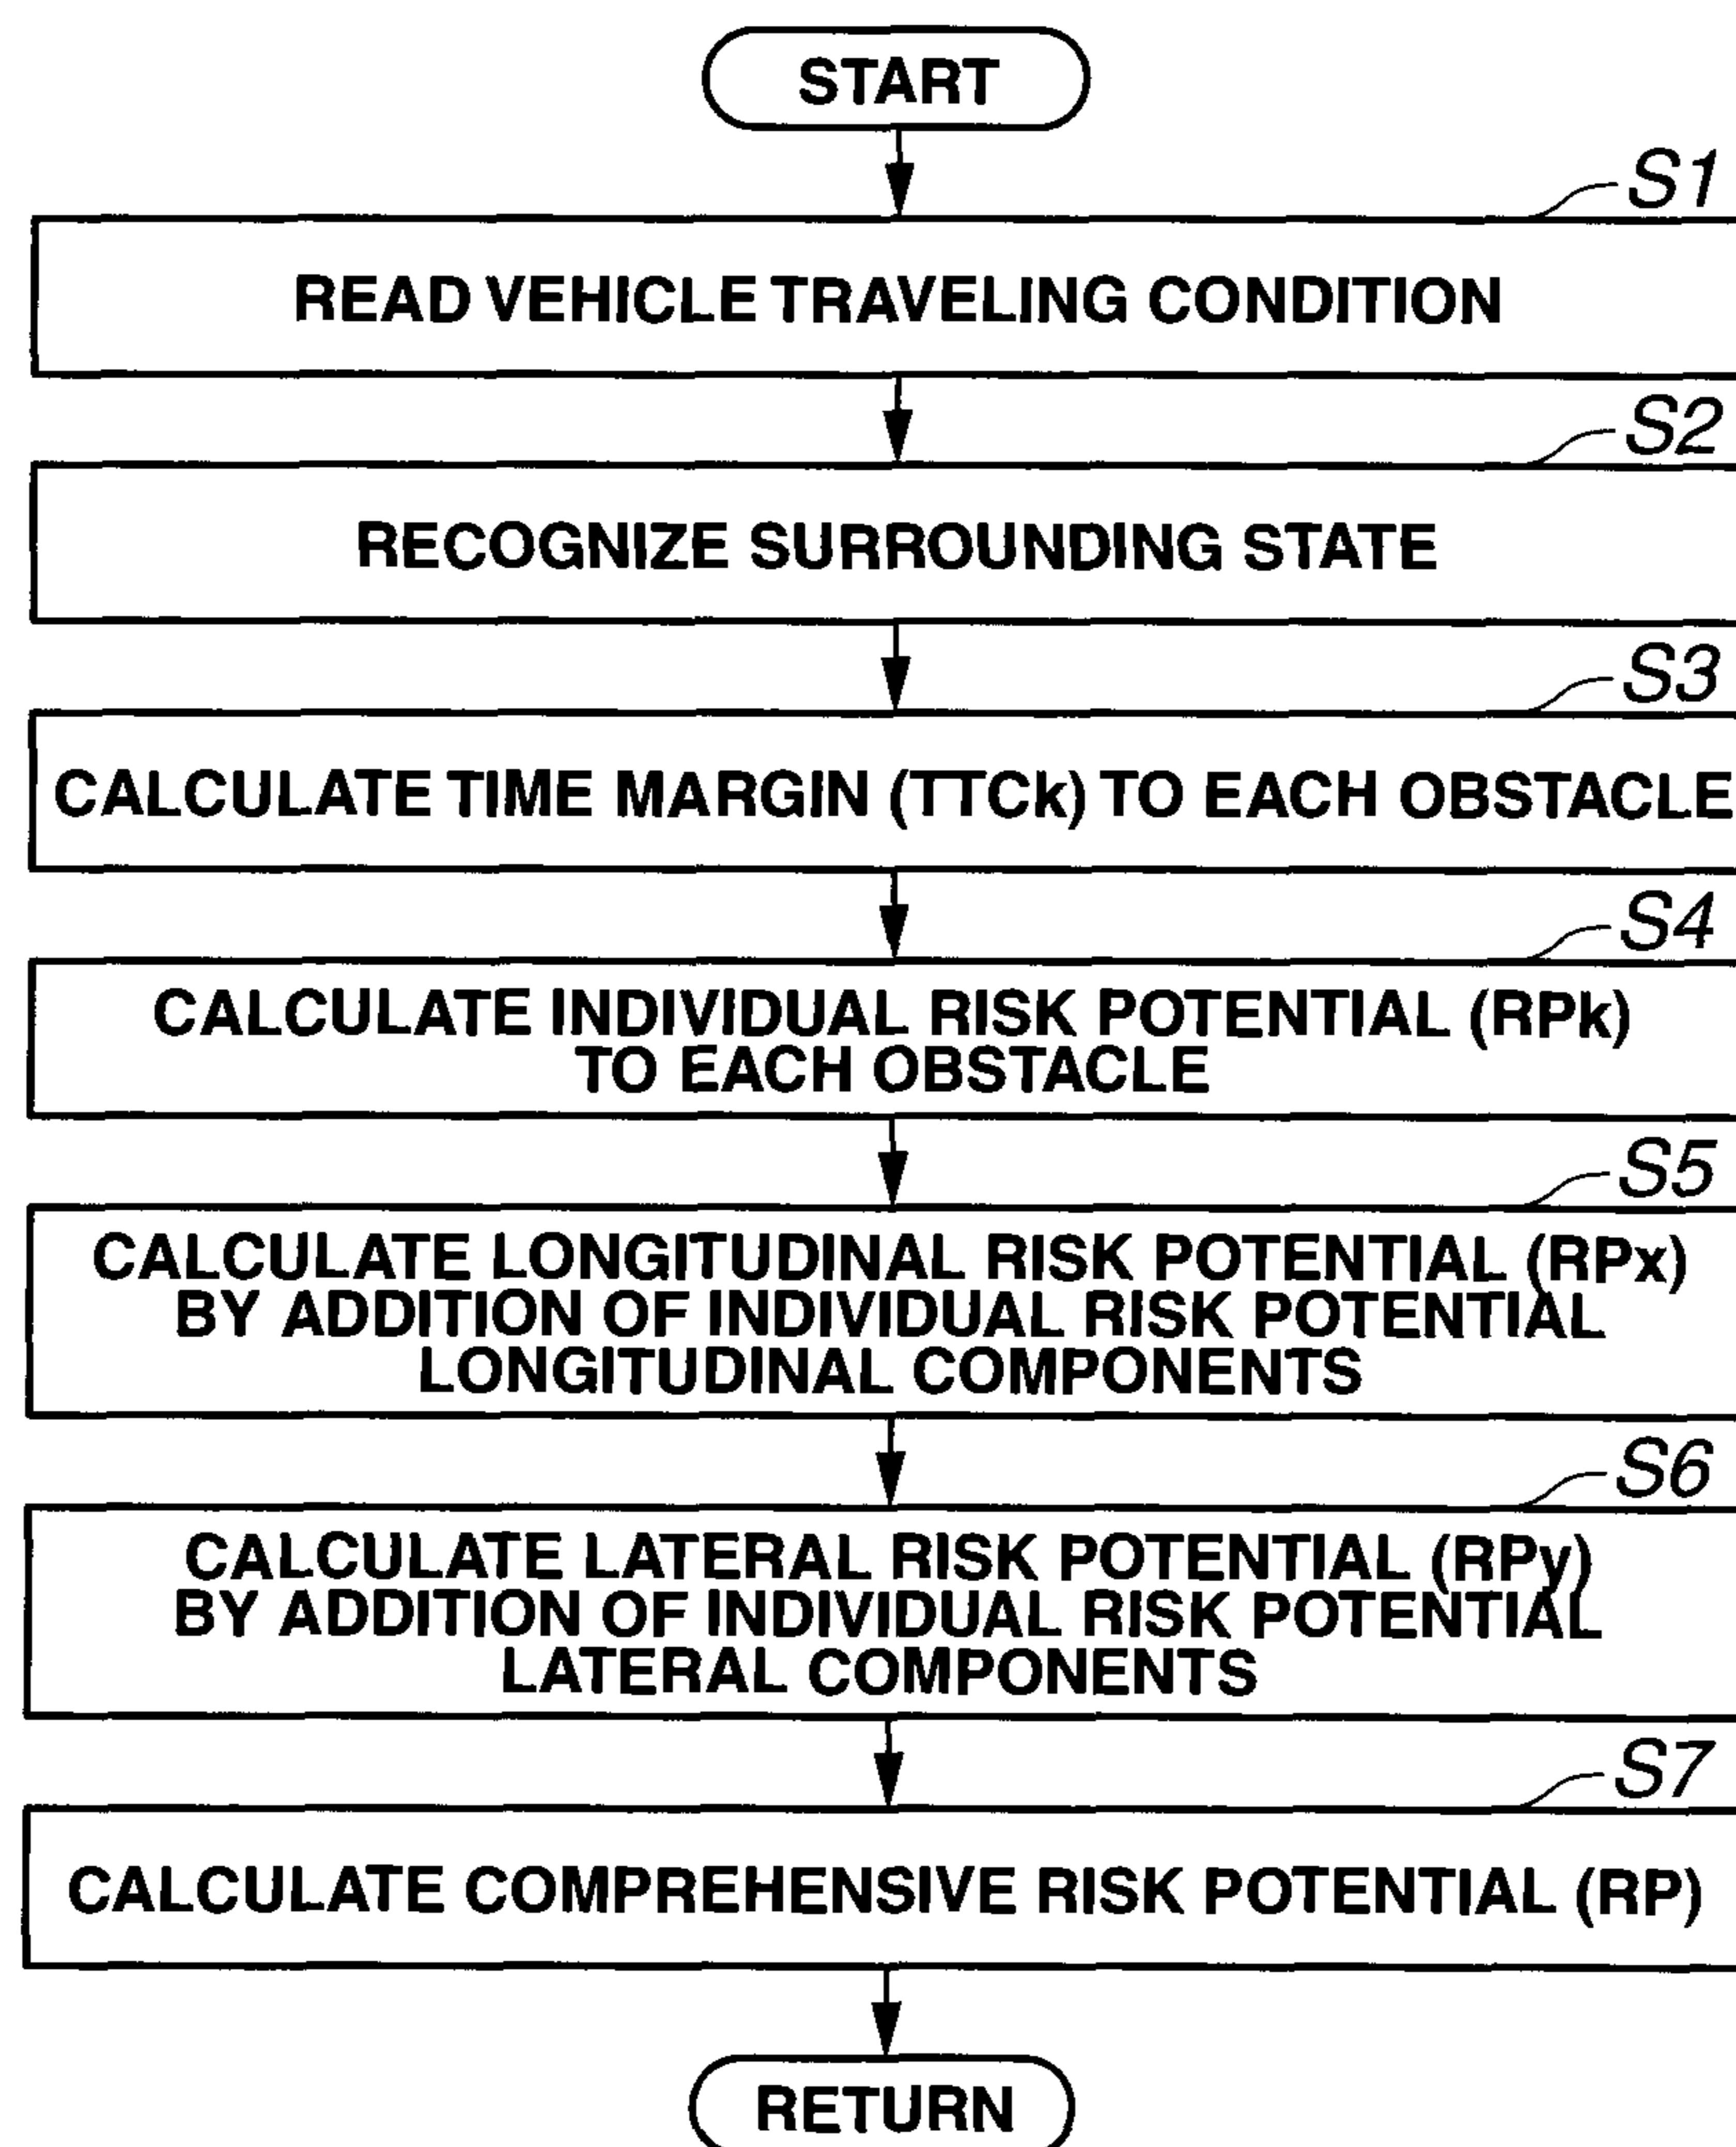 START
S1
READ VEHICLE TRAVELING CONDITION
S2
RECOGNIZE SURROUNDING STATE
S3
CALCULATE TIME MARGIN (TTCk) TO EACH OBSTACLE
S4
CALCULATE INDIVIDUAL RISK POTENTIAL (RPk)
TO EACH OBSTACLE
S5
CALCULATE LONGITUDINAL RISK POTENTIAL (RPx)
BY ADDITION OF INDIVIDUAL RISK POTENTIAL
LONGITUDINAL COMPONENTS
S6
CALCULATE LATERAL RISK POTENTIAL (RPy)
BY ADDITION OF INDIVIDUAL RISK POTENTIAL
LATERAL COMPONENTS
S7
CALCULATE COMPREHENSIVE RISK POTENTIAL (RP)
RETURN